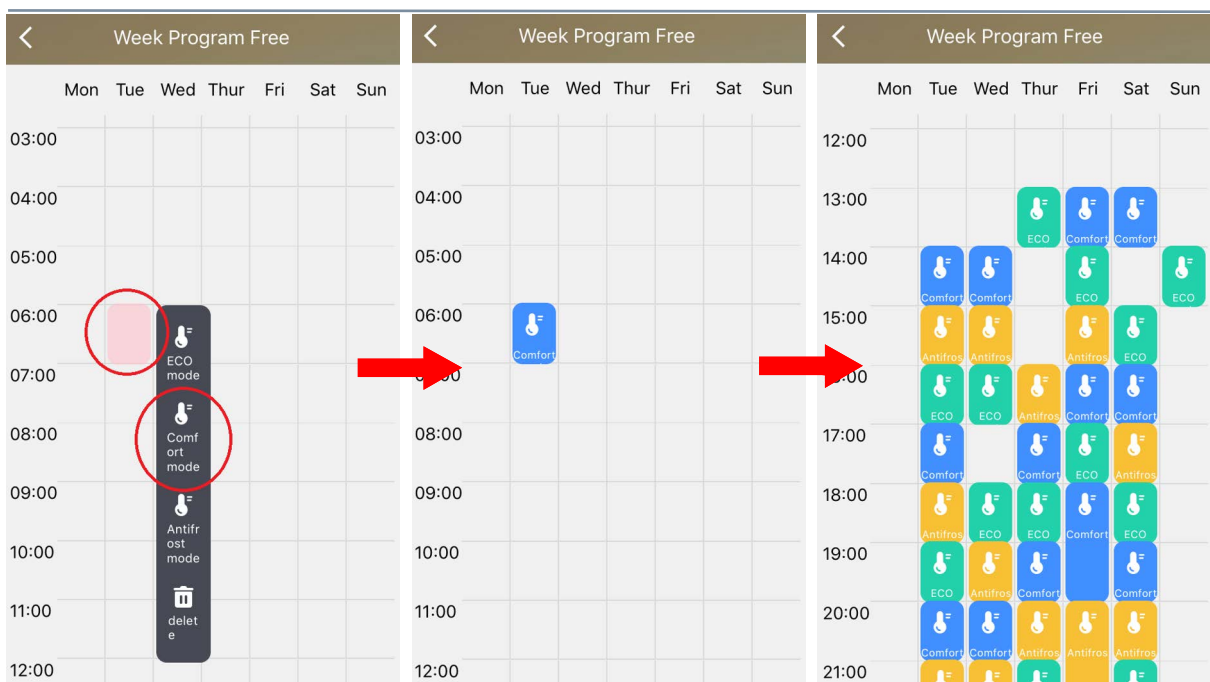 Week Program Free
Mon Tue Wed Thur Fri Sat Sun
03:00
04:00
05:00
06:00
ECO
mode
07:00
08:00
Comf
ort
mode
09:00
Antifr
ost
mode
10:00
11:00
delet
e
12:00
Week Program Free
Mon Tue Wed Thur Fri Sat Sun
03:00
04:00
05:00
06:00
Comfort
08:00
09:00
10:00
11:00
12:00
Week Program Free
Mon Tue Wed Thur Fri Sat Sun
12:00
13:00
ECO Comfort Comfort
14:00
Comfort Comfort ECO ECO
15:00
Antifros Antifros Antifros ECO
ECO ECO Antifros Comfort Comfort
17:00
Comfort Comfort ECO Antifros
18:00
Antifros ECO ECO Comfort ECO
19:00
ECO Antifros Comfort Comfort
20:00
Comfort Comfort Antifros Antifros Antifros
21:00